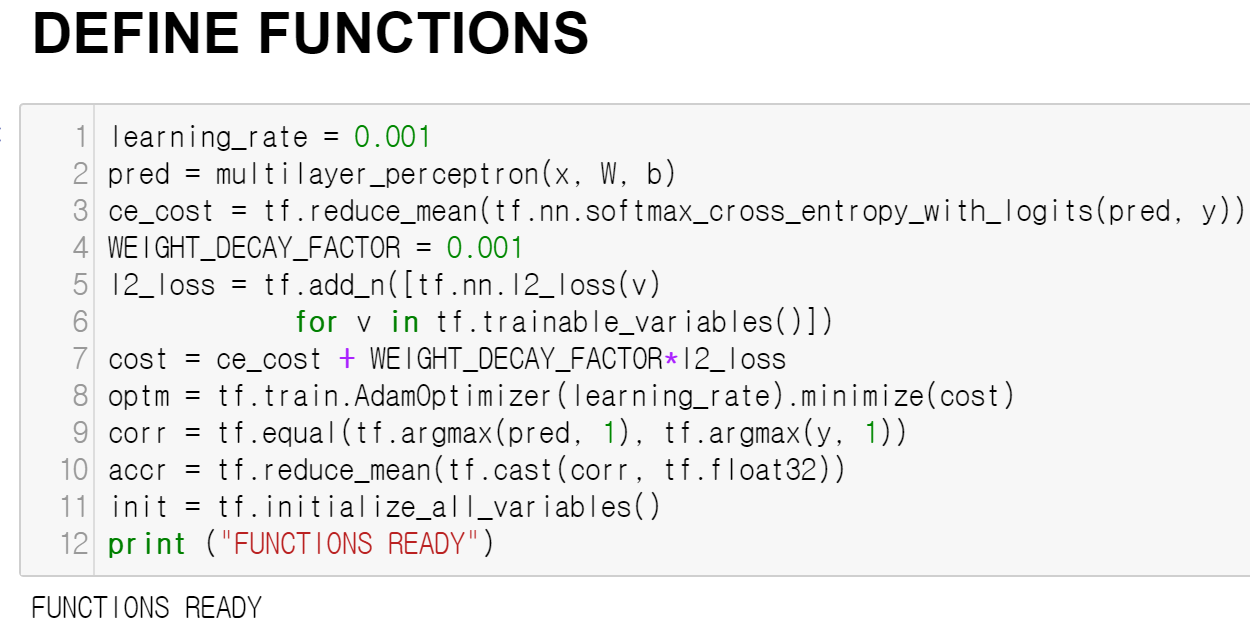 DEFINE FUNCTIONS
1 learning_rate = 0.001
2 pred = multilayer_perceptron(x, W, b)
3 ce_cost = tf.reduce_mean(tf.nn.softmax_cross_entropy_with_logits(pred, y))
4 WEIGHT_DECAY_FACTOR = 0.001
5 l2_loss = tf.add_n([tf.nn.l2_loss(v)
6 for v in tf.trainable_variables()])
7 cost = ce_cost + WEIGHT_DECAY_FACTOR*l2_loss
8 optm = tf.train.AdamOptimizer(learning_rate).minimize(cost)
9 corr = tf.equal(tf.argmax(pred, 1), tf.argmax(y, 1))
10 accr = tf.reduce_mean(tf.cast(corr, tf.float32))
11 init = tf.initialize_all_variables()
12 print ("FUNCTIONS READY")
FUNCTIONS READY